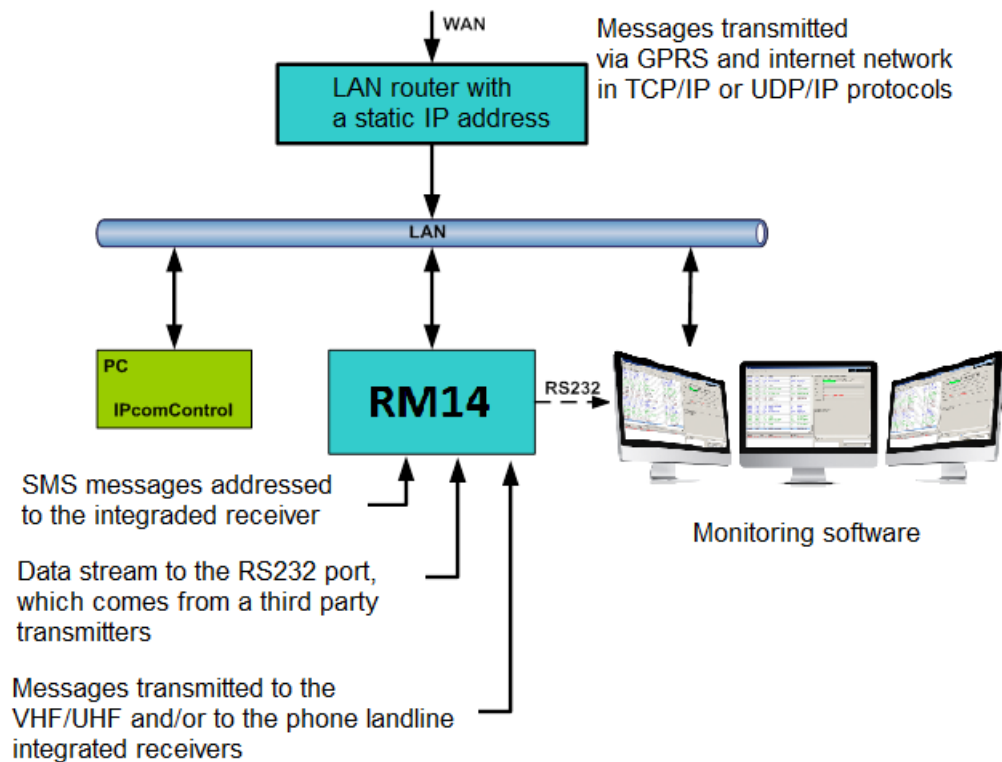 WAN
Messages transmitted
via GPRS and internet network
in TCP/IP or UDP/IP protocols
LAN router with
a static IP address
LAN
PC
IPcomControl
RM14
RS232
SMS messages addressed
to the integraded receiver
Monitoring software
Data stream to the RS232 port,
which comes from a third party
transmitters
Messages transmitted to the
VHF/UHF and/or to the phone landline
integrated receivers